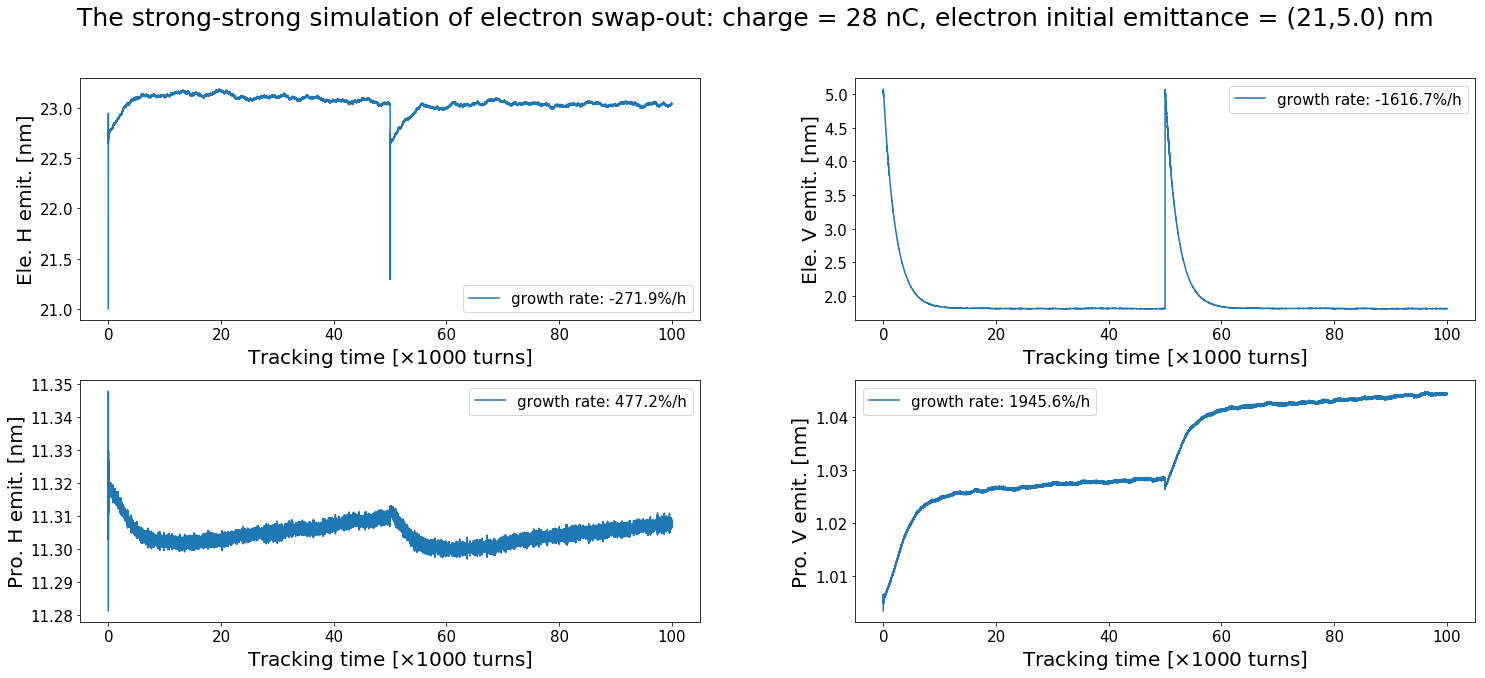 The strong-strong simulation of electron swap-out: charge = 28 nC, electron initial emittance = (21,5.0) nm
Ele. H emit. [nm]
23.0
22.5
22.0
21.5
21.0
growth rate: -271.9%/h
0 20 40 60 80 100
Tracking time [×1000 turns]
Ele. V emit. [nm]
5.0
4.5
4.0
3.5
3.0
2.5
2.0
growth rate: -1616.7%/h
0 20 40 60 80 100
Tracking time [×1000 turns]
Pro. H emit. [nm]
11.35
11.34
11.33
11.32
11.31
11.30
11.29
11.28
growth rate: 477.2%/h
0 20 40 60 80 100
Tracking time [×1000 turns]
Pro. V emit. [nm]
1.04
1.03
1.02
1.01
growth rate: 1945.6%/h
0 20 40 60 80 100
Tracking time [×1000 turns]